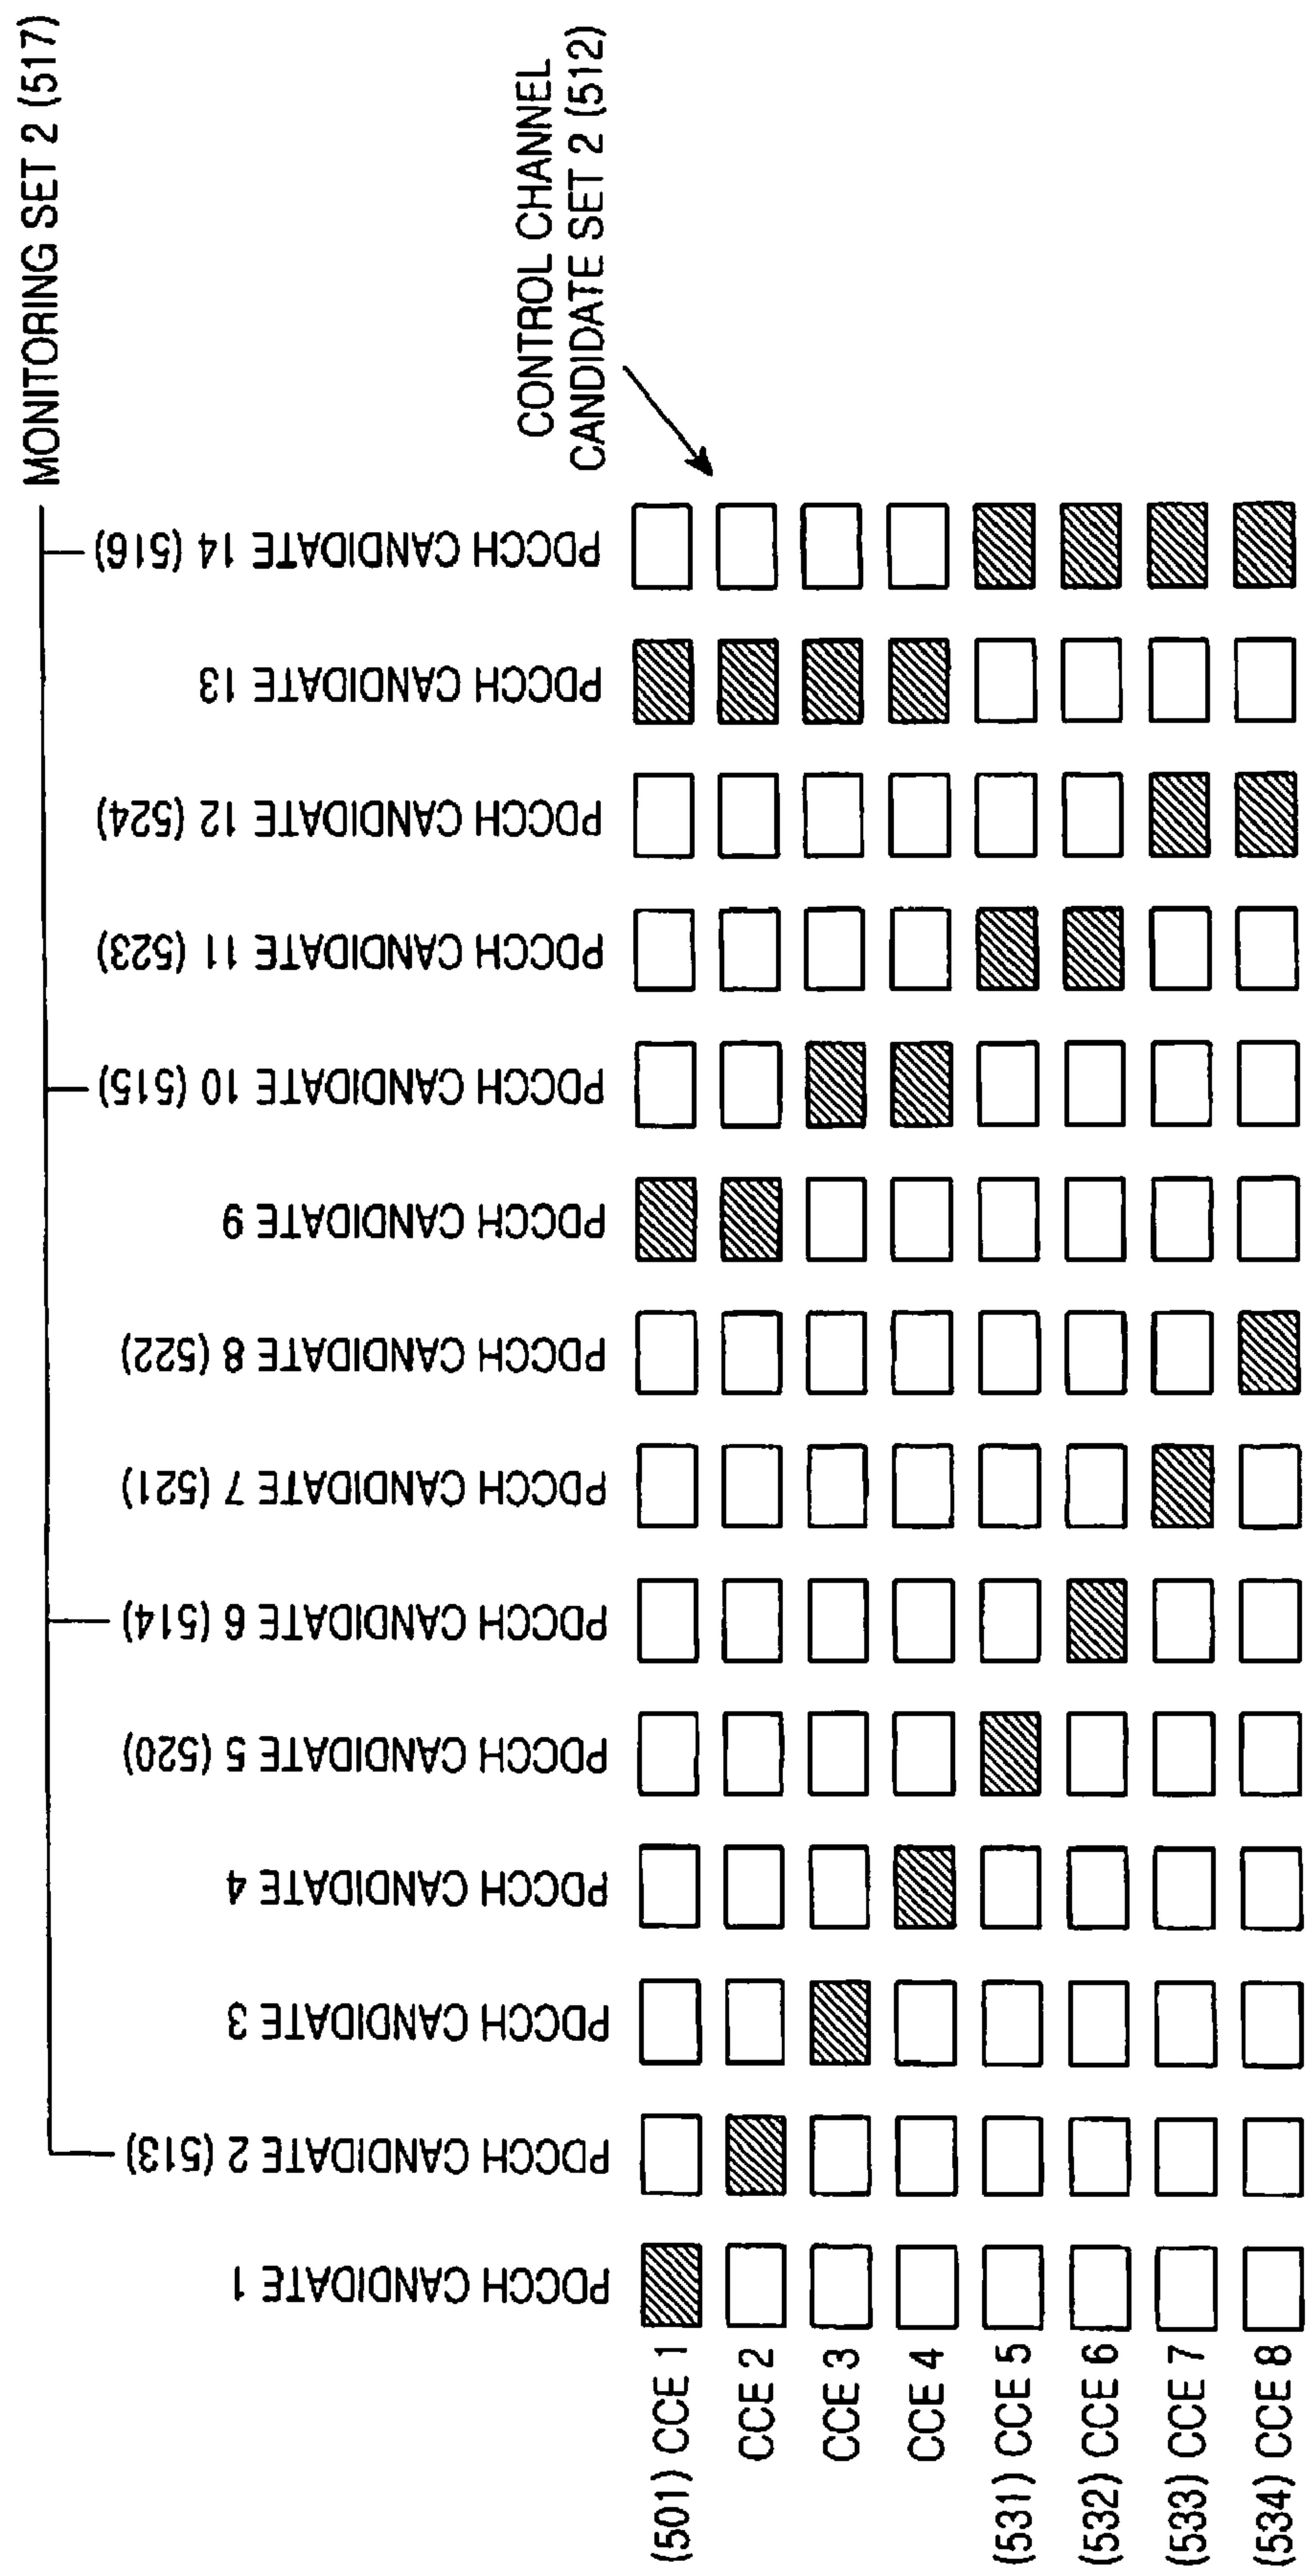 MONITORING SET 2 (517)
CONTROL CHANNEL
CANDIDATE SET 2 (512)
PDCCH CANDIDATE 1
PDCCH CANDIDATE 2 (513)
PDCCH CANDIDATE 3
PDCCH CANDIDATE 4
PDCCH CANDIDATE 5 (520)
PDCCH CANDIDATE 6 (514)
PDCCH CANDIDATE 7 (521)
PDCCH CANDIDATE 8 (522)
PDCCH CANDIDATE 9
PDCCH CANDIDATE 10 (515)
PDCCH CANDIDATE 11 (523)
PDCCH CANDIDATE 12 (524)
PDCCH CANDIDATE 13
PDCCH CANDIDATE 14 (516)
(501) CCE 1
CCE 2
CCE 3
CCE 4
(531) CCE 5
(532) CCE 6
(533) CCE 7
(534) CCE 8